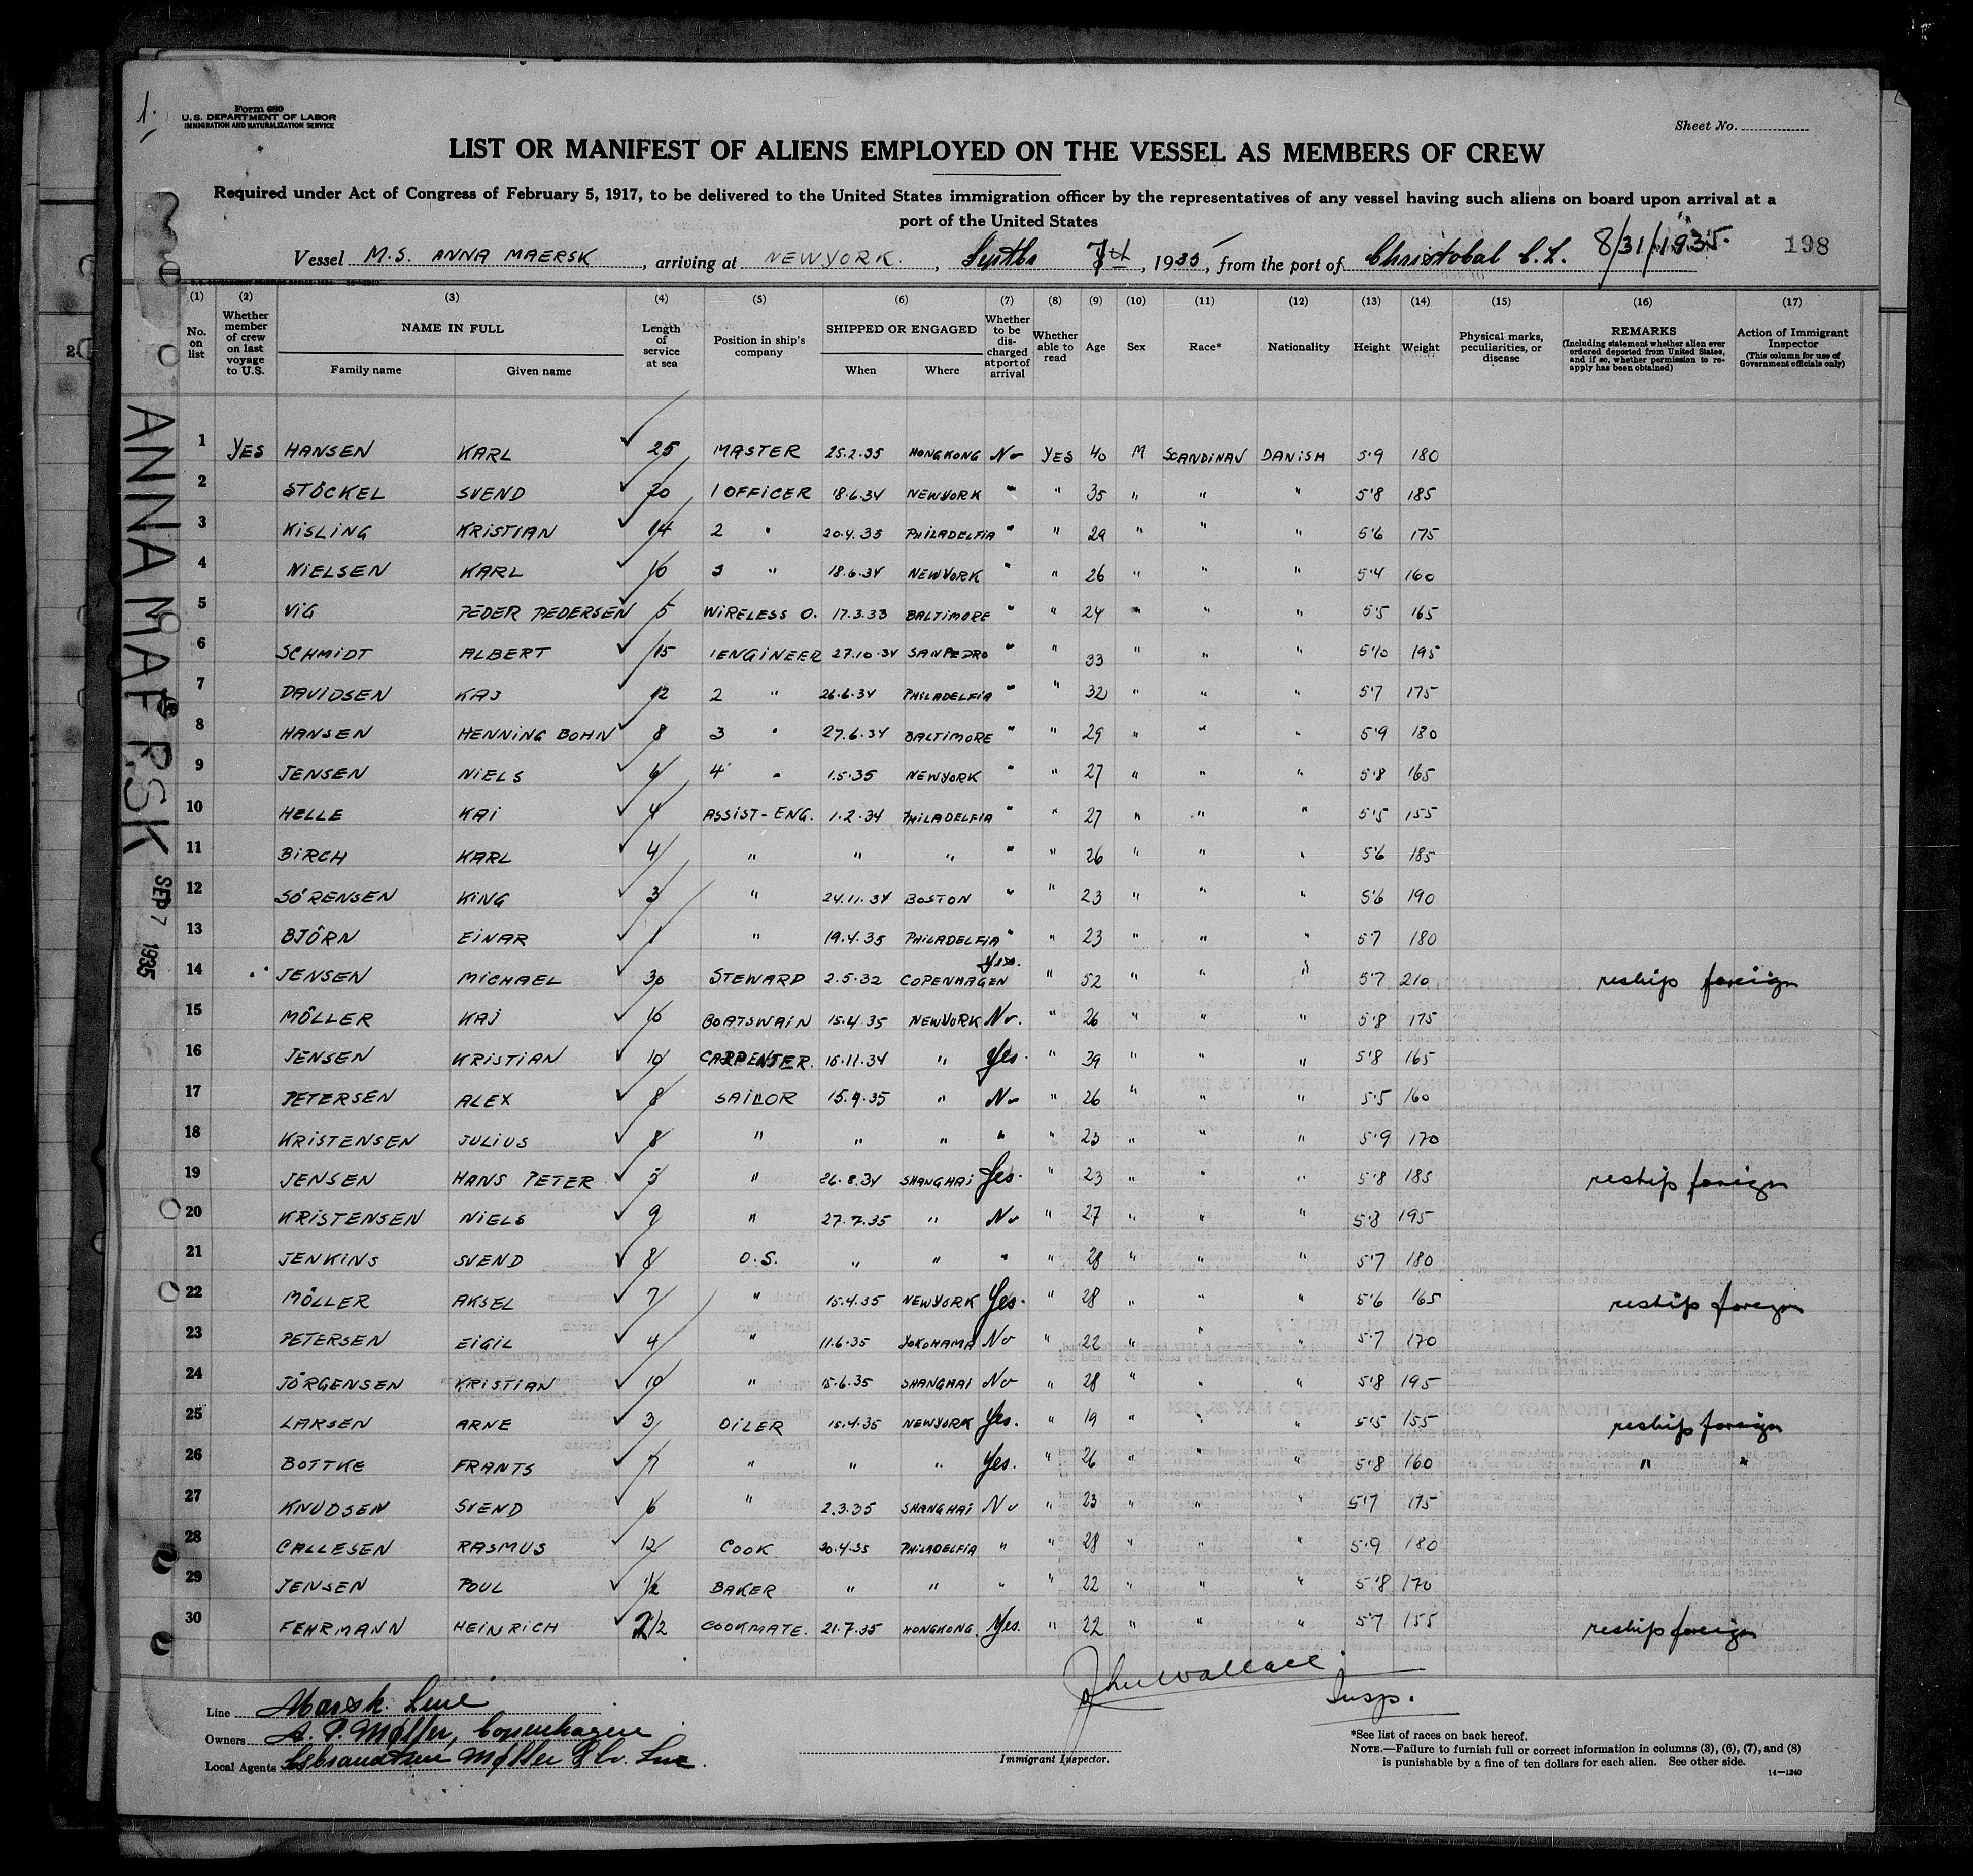 1.
Form 680
U.S. DEPARTMENT OF LABOR
IMMIGRATION AND NATURALIZATION SERVICE
Sheet No.
LIST OR MANIFEST OF ALIENS EMPLOYED ON THE VESSEL AS MEMBERS OF CREW
Required under Act of Congress of February 5, 1917, to be delivered to the United States immigration officer by the representatives of any vessel having such aliens on board upon arrival at a
port of the United States
Vessel M.S. ANNA MAERSK, arriving at NEWYORK., 7th, 1935, from the port of Christobal C.Z. 8/31/1935. 198
(1) (2) (3) (4) (5) (6) (7) (8) (9) (10) (11) (12) (13) (14) (15) (16) (17)
No. on list
Whether member of crew on last voyage to U.S.
NAME IN FULL
Family name Given name
Length of service at sea
Position in ship's company
SHIPPED OR ENGAGED
When Where
Whether to be discharged at port of arrival
Whether able to read
Age
Sex
Race*
Nationality
Height
Weight
Physical marks, peculiarities, or disease
REMARKS
(Including statement whether alien ever ordered deported from United States, and if so, whether permission to reapply has been obtained)
Action of Immigrant Inspector
(This column for use of Government officials only)
1 YES HANSEN KARL 25 MASTER 25.2.35 HONGKONG No YES 40 M SCANDINAV DANISH 5'9 180
2 STÖCKEL SVEND 20 1 OFFICER 18.6.34 NEWYORK " " 35 " " " 5'8 185
3 KISLING KRISTIAN 14 2 " 20.4.35 PHILADELFIA " " 29 " " " 5'6 175
4 NIELSEN KARL 10 3 " 18.6.34 NEWYORK " " 26 " " " 5'4 160
5 VIG PEDER PEDERSEN 5 WIRELESS O. 17.3.33 BALTIMORE " " 24 " " " 5'5 165
6 SCHMIDT ALBERT 15 1ENGINEER 27.10.34 SANPEDRO " " 33 " " " 5'10 195
7 DAVIDSEN KAJ 12 2 " 26.6.34 PHILADELFIA " " 32 " " " 5'7 175
8 HANSEN HENNING BOHN 8 3 " 27.6.34 BALTIMORE " " 29 " " " 5'9 180
9 JENSEN NIELS 6 4 " 1.5.35 NEWYORK " " 27 " " " 5'8 165
10 HELLE KAI 4 ASSIST-ENG. 1.2.34 PHILADELFIA " " 27 " " " 5'5 155
11 BIRCH KARL 4 " " " " " 26 " " " 5'6 185
12 SÖRENSEN KING 3 " 24.11.34 BOSTON " " 23 " " " 5'6 190
13 BJÖRN EINAR 1 " 19.4.35 PHILADELFIA " " 23 " " " 5'7 180
14 JENSEN MICHAEL 30 STEWARD 2.5.32 COPENHAGEN Yes. " 52 " " " 5'7 210 reship foreign
15 MÖLLER KAJ 10 BOATSWAIN 15.4.35 NEWYORK No. " 26 " " " 5'8 175
16 JENSEN KRISTIAN 10 CARPENTER. 16.11.34 " Yes. " 39 " " " 5'8 165
17 PETERSEN ALEX 8 SAILOR 15.4.35 " No " 26 " " " 5'5 160
18 KRISTENSEN JULIUS 8 " " " " " 23 " " " 5'9 170
19 JENSEN HANS PETER 5 " 26.8.34 SHANGHAI Yes. " 23 " " " 5'8 185 reship foreign
20 KRISTENSEN NIELS 9 " 27.7.35 " No " 27 " " " 5'8 195
21 JENKINS SVEND 8 O.S. " " " " 28 " " " 5'7 180
22 MÖLLER AKSEL 7 " 15.4.35 NEWYORK Yes. " 28 " " " 5'6 165 reship foreign
23 PETERSEN EIGIL 4 " 11.6.35 YOKOHAMA No " 22 " " " 5'7 170
24 JÖRGENSEN KRISTIAN 10 " 15.6.35 SHANGHAI No " 28 " " " 5'8 195
25 LARSEN ARNE 3 OILER 15.4.35 NEWYORK Yes. " 19 " " " 5'5 155 reship foreign
26 BOTTKE FRANTS 7 " " " Yes. " 26 " " " 5'8 160 " "
27 KNUDSEN SVEND 6 " 2.3.35 SHANGHAI No " 23 " " " 5'7 175
28 CALLESEN RASMUS 12 COOK 20.4.35 PHILADELFIA " " 28 " " " 5'9 180
29 JENSEN POUL 1/2 BAKER " " " " 22 " " " 5'8 170
30 FEHRMANN HEINRICH 2 1/2 COOKMATE. 21.7.35 HONGKONG. Yes. " 22 " " " 5'7 155 reship foreign
ANNA MAERSK SEP 7 1935
John Wallace
Insp.
Line Maersk Line
Owners A. P. Møller, Copenhagen
Local Agents Møller & Co.
Immigrant Inspector.
*See list of races on back hereof.
NOTE.—Failure to furnish full or correct information in columns (3), (6), (7), and (8)
is punishable by a fine of ten dollars for each alien. See other side.
14—1240